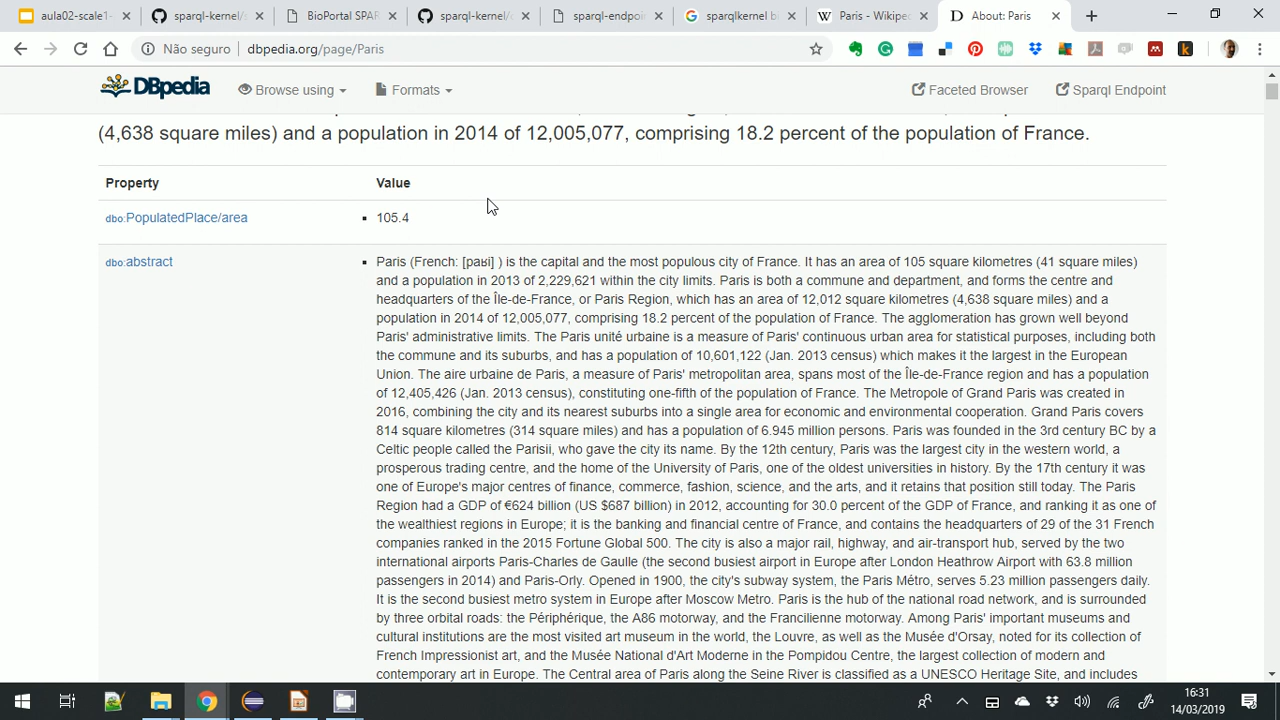 aula02-scale1-
sparql-kernel/
BioPortal SPAR
sparql-kernel/
sparql-endpoin
sparqlkernel b
W Paris - Wikipe
D About: Paris
Não seguro | dbpedia.org/page/Paris
DBpedia Browse using Formats Faceted Browser Sparql Endpoint
(4,638 square miles) and a population in 2014 of 12,005,077, comprising 18.2 percent of the population of France.
Property Value
dbo:PopulatedPlace/area ▪ 105.4
dbo:abstract ▪ Paris (French: [paʁi] ) is the capital and the most populous city of France. It has an area of 105 square kilometres (41 square miles)
and a population in 2013 of 2,229,621 within the city limits. Paris is both a commune and department, and forms the centre and
headquarters of the Île-de-France, or Paris Region, which has an area of 12,012 square kilometres (4,638 square miles) and a
population in 2014 of 12,005,077, comprising 18.2 percent of the population of France. The agglomeration has grown well beyond
Paris' administrative limits. The Paris unité urbaine is a measure of Paris' continuous urban area for statistical purposes, including both
the commune and its suburbs, and has a population of 10,601,122 (Jan. 2013 census) which makes it the largest in the European
Union. The aire urbaine de Paris, a measure of Paris' metropolitan area, spans most of the Île-de-France region and has a population
of 12,405,426 (Jan. 2013 census), constituting one-fifth of the population of France. The Metropole of Grand Paris was created in
2016, combining the city and its nearest suburbs into a single area for economic and environmental cooperation. Grand Paris covers
814 square kilometres (314 square miles) and has a population of 6.945 million persons. Paris was founded in the 3rd century BC by a
Celtic people called the Parisii, who gave the city its name. By the 12th century, Paris was the largest city in the western world, a
prosperous trading centre, and the home of the University of Paris, one of the oldest universities in history. By the 17th century it was
one of Europe's major centres of finance, commerce, fashion, science, and the arts, and it retains that position still today. The Paris
Region had a GDP of €624 billion (US $687 billion) in 2012, accounting for 30.0 percent of the GDP of France, and ranking it as one of
the wealthiest regions in Europe; it is the banking and financial centre of France, and contains the headquarters of 29 of the 31 French
companies ranked in the 2015 Fortune Global 500. The city is also a major rail, highway, and air-transport hub, served by the two
international airports Paris-Charles de Gaulle (the second busiest airport in Europe after London Heathrow Airport with 63.8 million
passengers in 2014) and Paris-Orly. Opened in 1900, the city's subway system, the Paris Métro, serves 5.23 million passengers daily.
It is the second busiest metro system in Europe after Moscow Metro. Paris is the hub of the national road network, and is surrounded
by three orbital roads: the Périphérique, the A86 motorway, and the Francilienne motorway. Among Paris' important museums and
cultural institutions are the most visited art museum in the world, the Louvre, as well as the Musée d'Orsay, noted for its collection of
French Impressionist art, and the Musée National d'Art Moderne in the Pompidou Centre, the largest collection of modern and
contemporary art in Europe. The Central area of Paris along the Seine River is classified as a UNESCO Heritage Site, and includes
16:31
14/03/2019